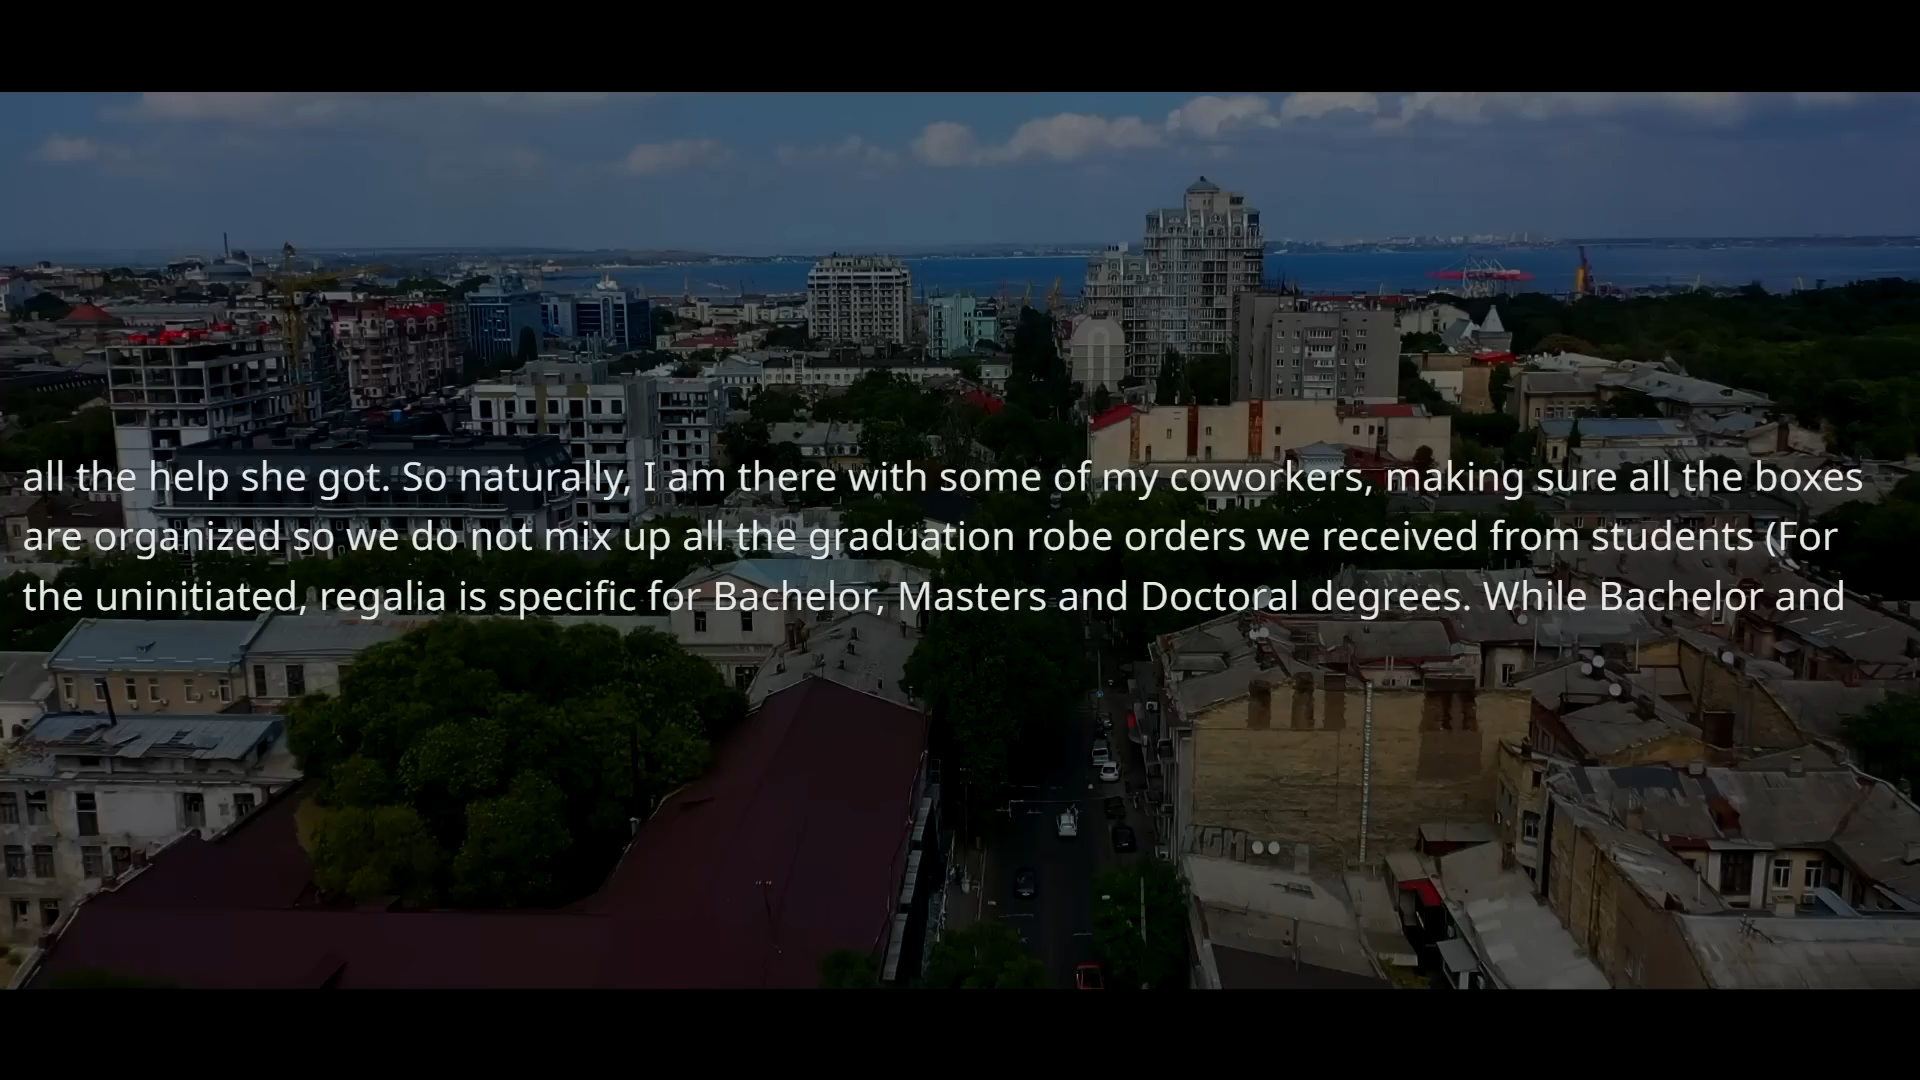 all the help she got. So naturally, I am there with some of my coworkers, making sure all the boxes
are organized so we do not mix up all the graduation robe orders we received from students (For
the uninitiated, regalia is specific for Bachelor, Masters and Doctoral degrees. While Bachelor and